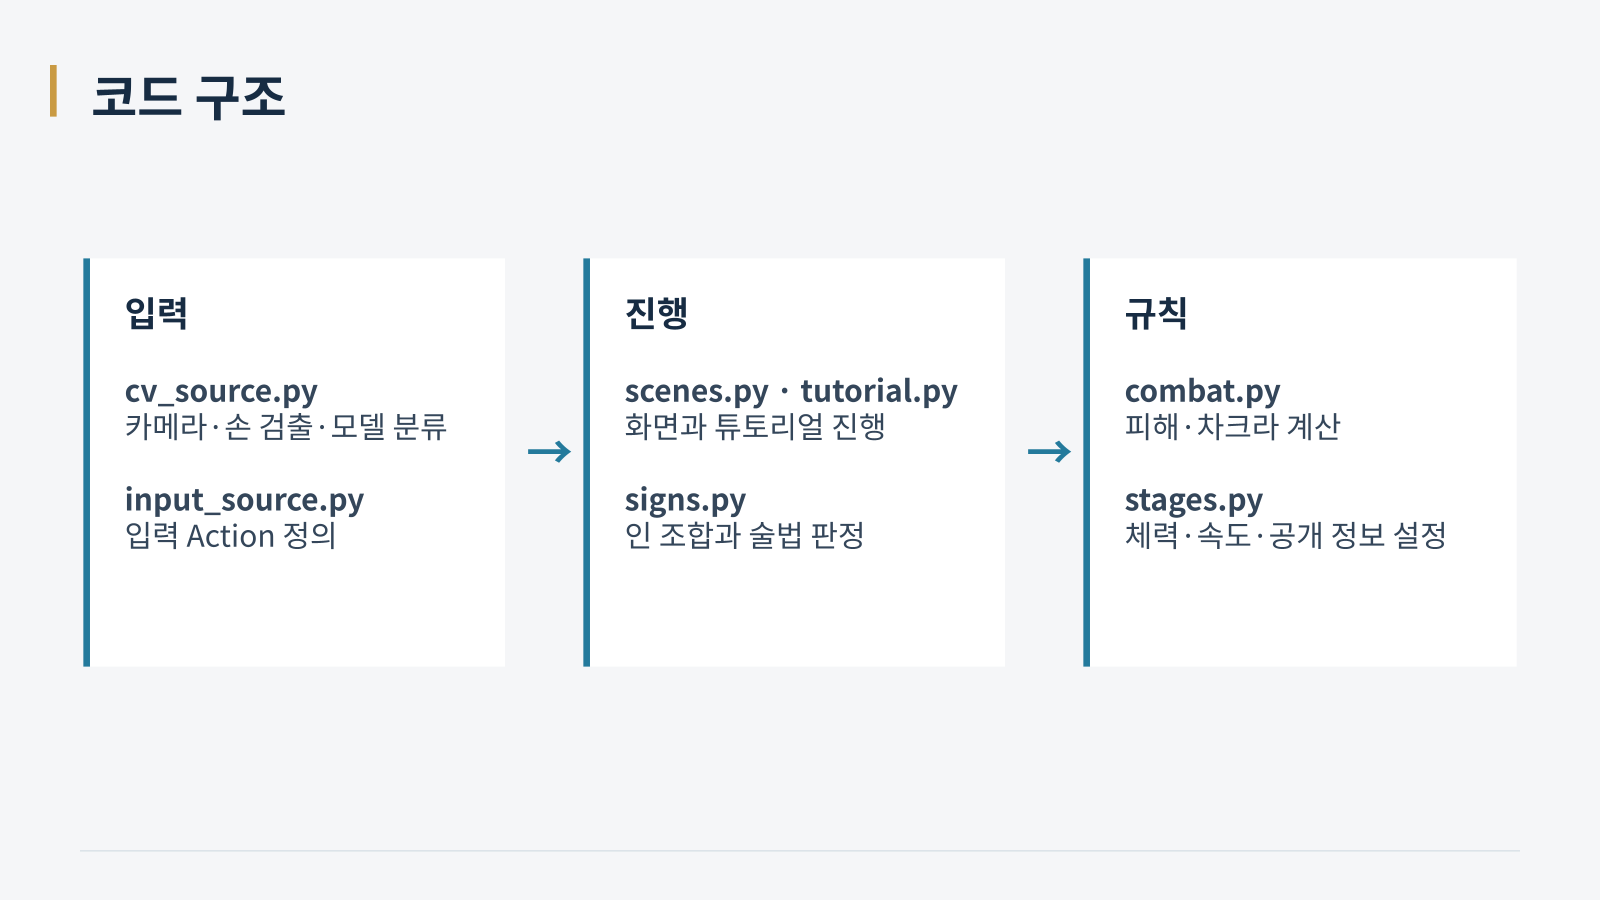 코드 구조
입력
cv_source.py
카메라·손 검출·모델 분류
input_source.py
입력 Action 정의
→
진행
scenes.py · tutorial.py
화면과 튜토리얼 진행
signs.py
인 조합과 술법 판정
→
규칙
combat.py
피해·차크라 계산
stages.py
체력·속도·공개 정보 설정